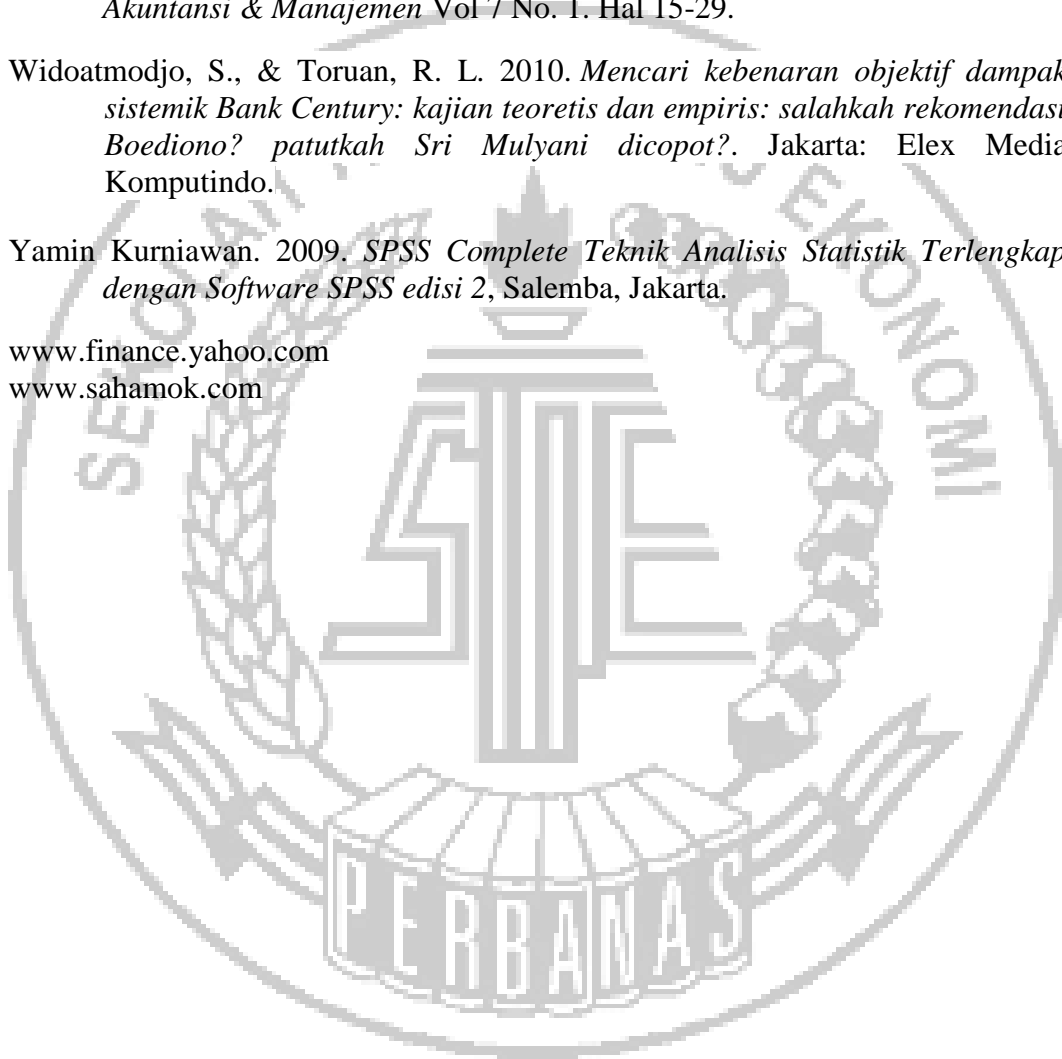 Akuntansi & Manajemen Vol 7 No. 1. Hal 15-29.
Widoatmodjo, S., & Toruan, R. L. 2010. Mencari kebenaran objektif dampak
sistemik Bank Century: kajian teoretis dan empiris: salahkah rekomendasi
Boediono? patutkah Sri Mulyani dicopot?. Jakarta: Elex Media
Komputindo.
Yamin Kurniawan. 2009. SPSS Complete Teknik Analisis Statistik Terlengkap
dengan Software SPSS edisi 2, Salemba, Jakarta.
www.finance.yahoo.com
www.sahamok.com
SEKOLAH
EKONOMI
STIE
PERBANAS